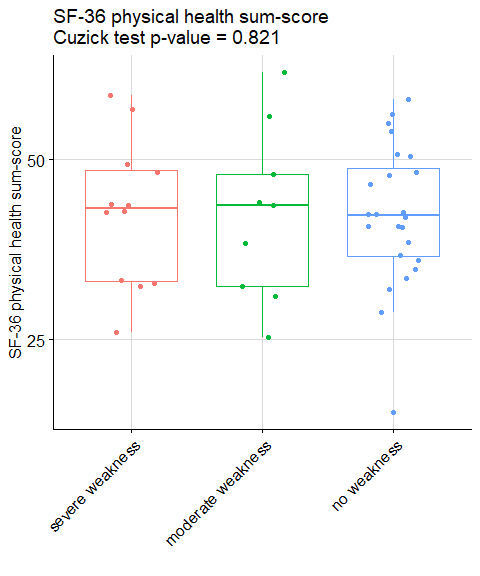 SF-36 physical health sum-score
Cuzick test p-value = 0.821
SF-36 physical health sum-score
50
25
severe weakness
moderate weakness
no weakness